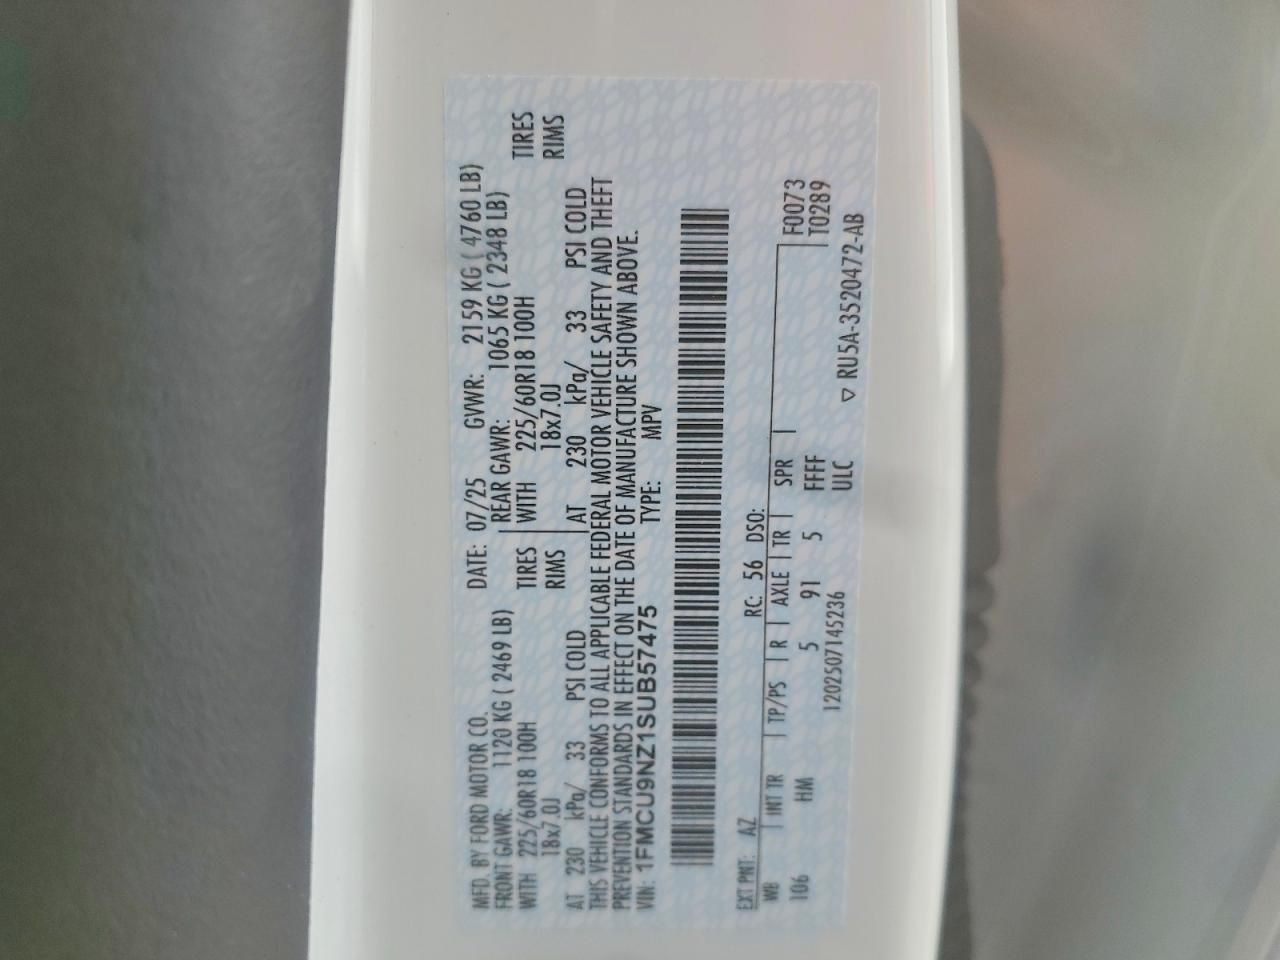 MFD. BY FORD MOTOR CO. DATE: 07/25 GVWR: 2159 KG ( 4760 LB)
FRONT GAWR: 1120 KG ( 2469 LB) REAR GAWR: 1065 KG ( 2348 LB)
WITH 225/60R18 100H TIRES WITH 225/60R18 100H TIRES
18x7.0J RIMS 18x7.0J RIMS
AT 230 kPa/ 33 PSI COLD AT 230 kPa/ 33 PSI COLD
THIS VEHICLE CONFORMS TO ALL APPLICABLE FEDERAL MOTOR VEHICLE SAFETY AND THEFT
PREVENTION STANDARDS IN EFFECT ON THE DATE OF MANUFACTURE SHOWN ABOVE.
VIN: 1FMCU9NZ1SUB57475 TYPE: MPV
EXT PNT: AZ RC: 56 DSO:
WB INT TR TP/PS R AXLE TR SPR F0073
106 HM 5 91 5 FFFF T0289
1202507145236 ULC ▽ RU5A-3520472-AB